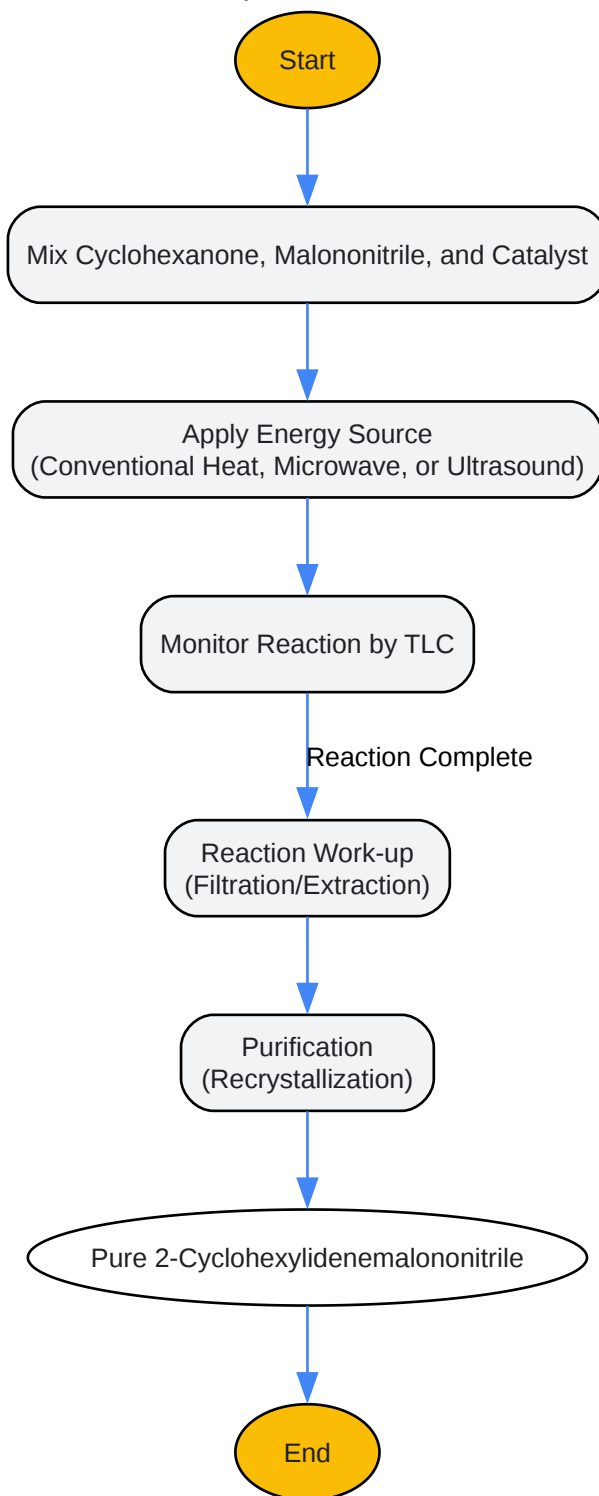 Start
Mix Cyclohexanone, Malononitrile, and Catalyst
Apply Energy Source
(Conventional Heat, Microwave, or Ultrasound)
Monitor Reaction by TLC
Reaction Complete
Reaction Work-up
(Filtration/Extraction)
Purification
(Recrystallization)
Pure 2-Cyclohexylidenemalononitrile
End